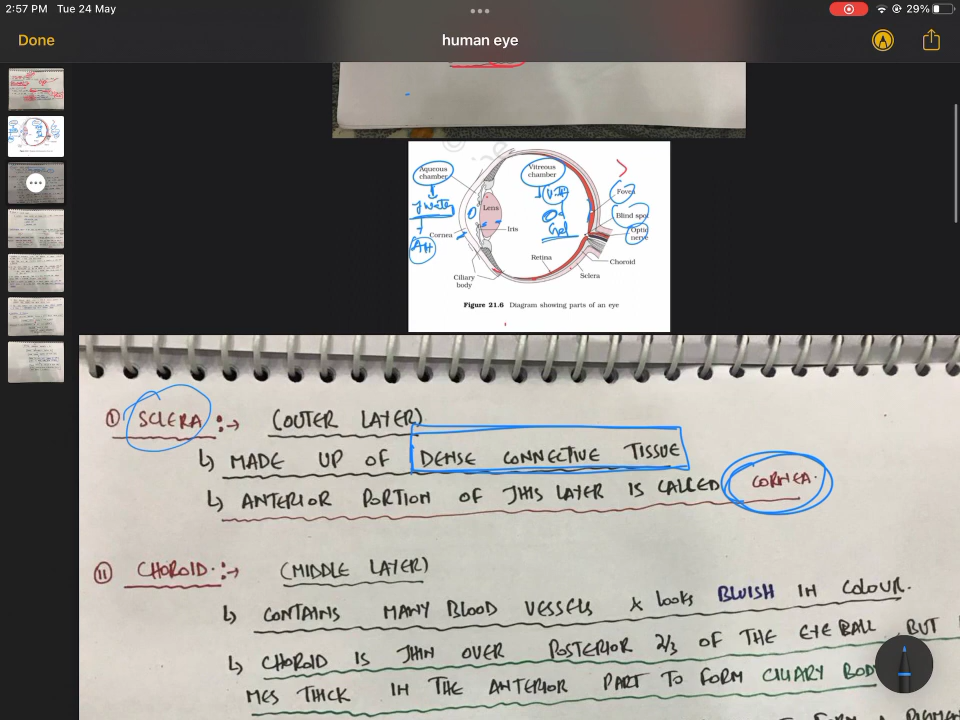 2:57 PM Tue 24 May
29%
Done
human eye
Aqueous chamber
Vitreous chamber
Fovea
Lens
Blind spot
Gel
Cornea
AH
Iris
Optic nerve
Retina
Choroid
Ciliary body
Sclera
Figure 21.6 Diagram showing parts of an eye
① SCLERA :→ (OUTER LAYER)
↳ MADE UP OF DENSE CONNECTIVE TISSUE
↳ ANTERIOR PORTION OF THIS LAYER IS CALLED CORNEA.
⑪ CHOROID. :→ (MIDDLE LAYER)
↳ CONTAINS MANY BLOOD VESSELS & looks BLUISH IN COLOUR.
↳ CHOROID IS THIN OVER POSTERIOR 2/3 OF THE EYE BALL BUT
MES THICK IN THE ANTERIOR PART TO FORM CILIARY BOD